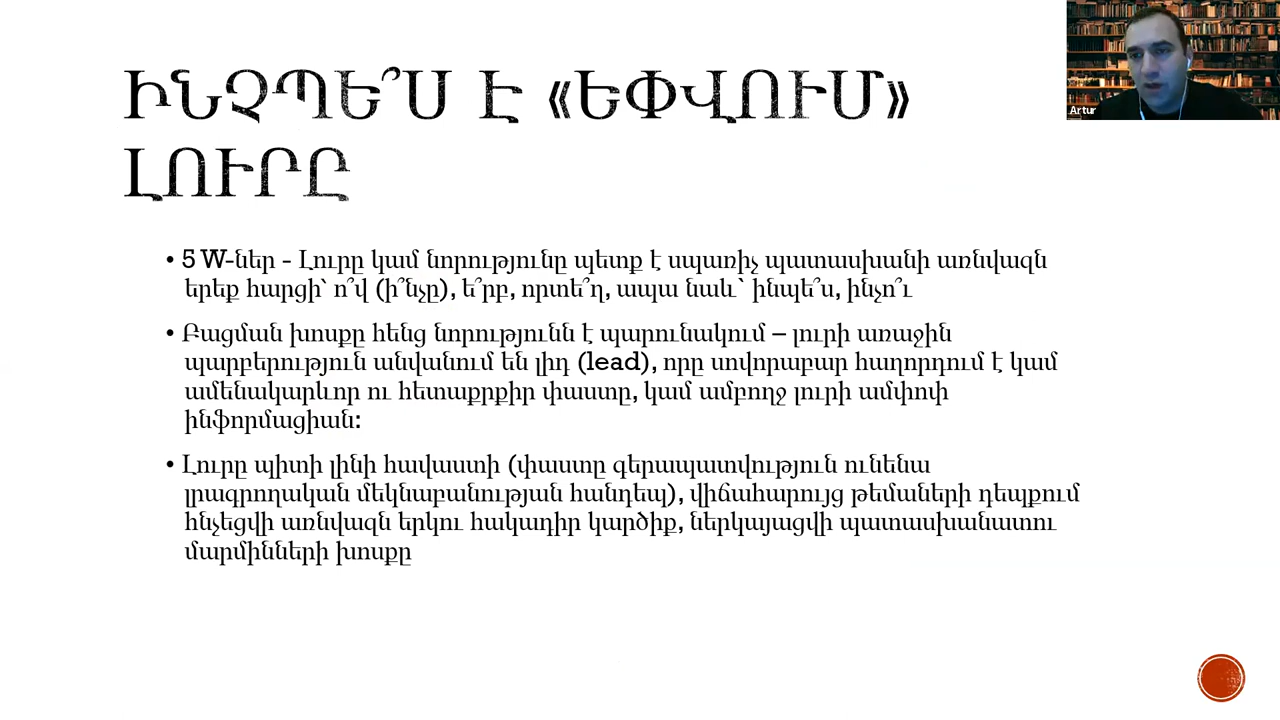 ԻՆՉՊԵ՞Ս Է «ԵՓՎՈՒՄ»
ԼՈՒՐԸ
Artur
• 5 W-ներ - Լուրը կամ նորությունը պետք է սպառիչ պատասխանի առնվազն
երեք հարցի՝ ո՞վ (ի՞նչը), ե՞րբ, որտե՞ղ, ապա նաև` ինպե՞ս, ինչո՞ւ
• Բացման խոսքը հենց նորությունն է պարունակում – լուրի առաջին
պարբերություն անվանում են լիդ (lead), որը սովորաբար հաղորդում է կամ
ամենակարևոր ու հետաքրքիր փաստը, կամ ամբողջ լուրի ամփոփ
ինֆորմացիան:
• Լուրը պիտի լինի հավաստի (փաստը գերապատվություն ունենա
լրագրողական մեկնաբանության հանդեպ), վիճահարույց թեմաների դեպքում
հնչեցվի առնվազն երկու հակադիր կարծիք, ներկայացվի պատասխանատու
մարմինների խոսքը